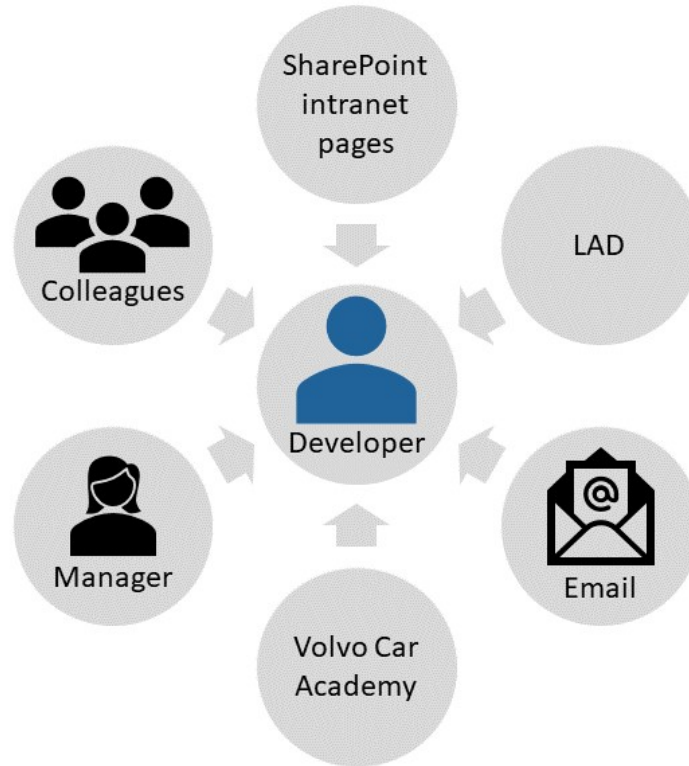 SharePoint
intranet
pages
Colleagues
LAD
Developer
Manager
@
Email
Volvo Car
Academy